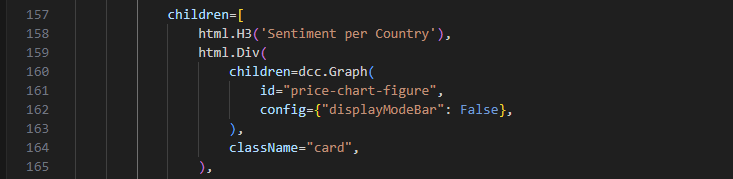 157 children=[
158 html.H3('Sentiment per Country'),
159 html.Div(
160 children=dcc.Graph(
161 id="price-chart-figure",
162 config={"displayModeBar": False},
163 ),
164 className="card",
165 ),